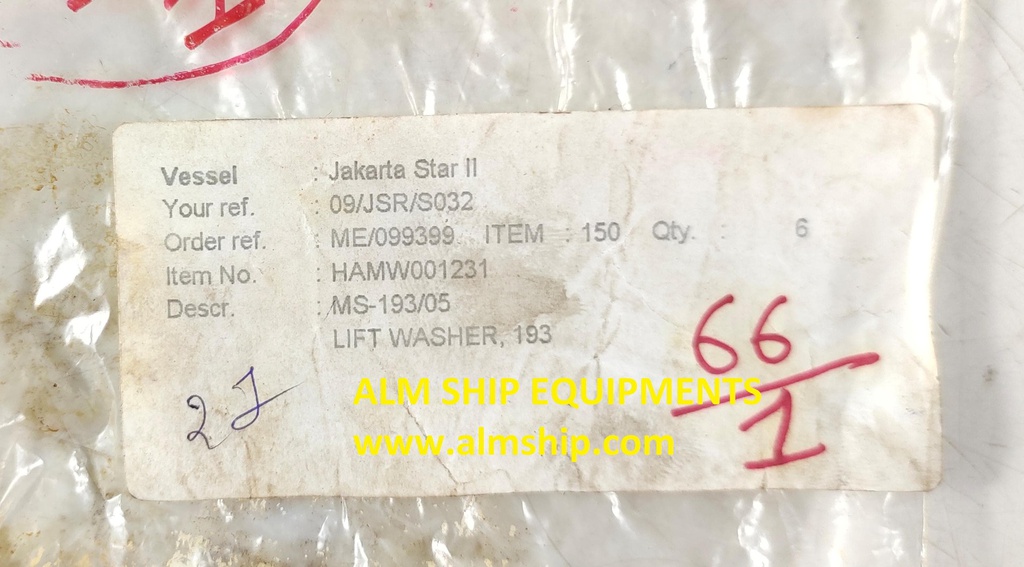 Vessel : Jakarta Star II
Your ref. : 09/JSR/S032
Order ref. : ME/099399 ITEM : 150 Qty. : 6
Item No. : HAMW001231
Descr. : MS-193/05
LIFT WASHER, 193
66
1
ALM SHIP EQUIPMENTS
www.almship.com